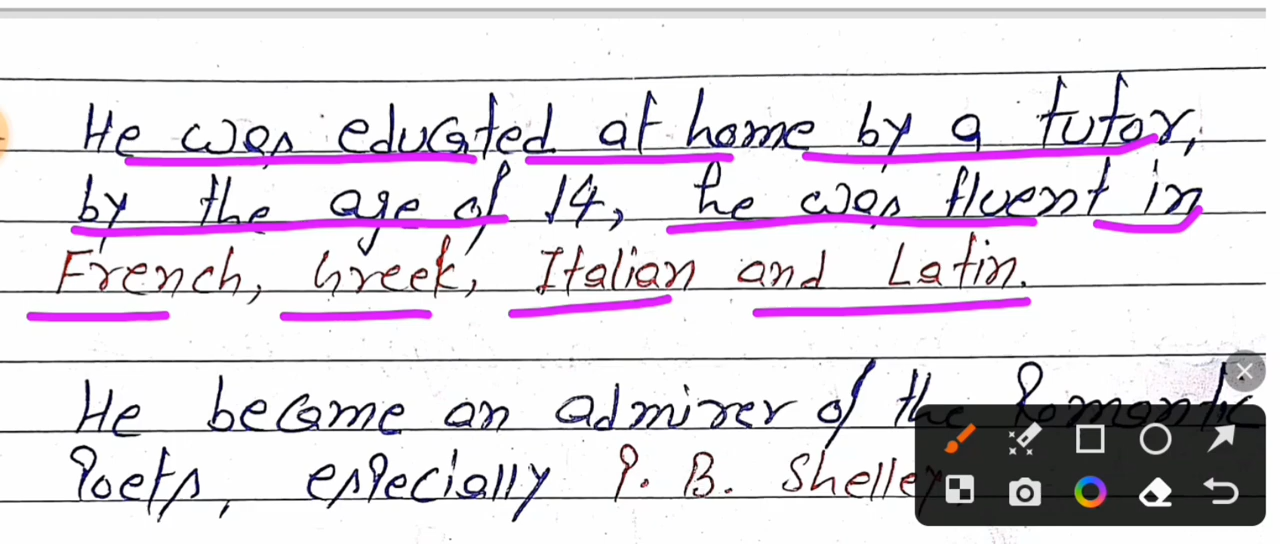 He was educated at home by a tutor,
by the age of 14, he was fluent in
French, Greek, Italian and Latin.
He became an admirer of the Romantic
Poets, especially P. B. Shelley